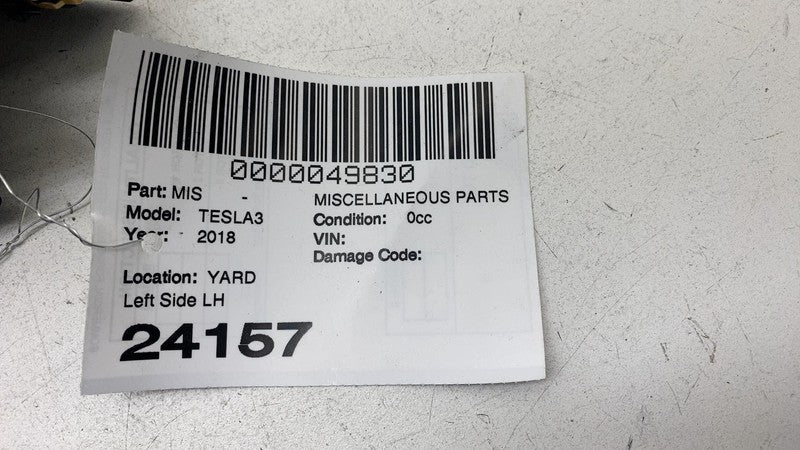 0000049830
Part: MIS - MISCELLANEOUS PARTS
Model: TESLA3 Condition: 0cc
Year: 2018 VIN:
Damage Code:
Location: YARD
Left Side LH
24157